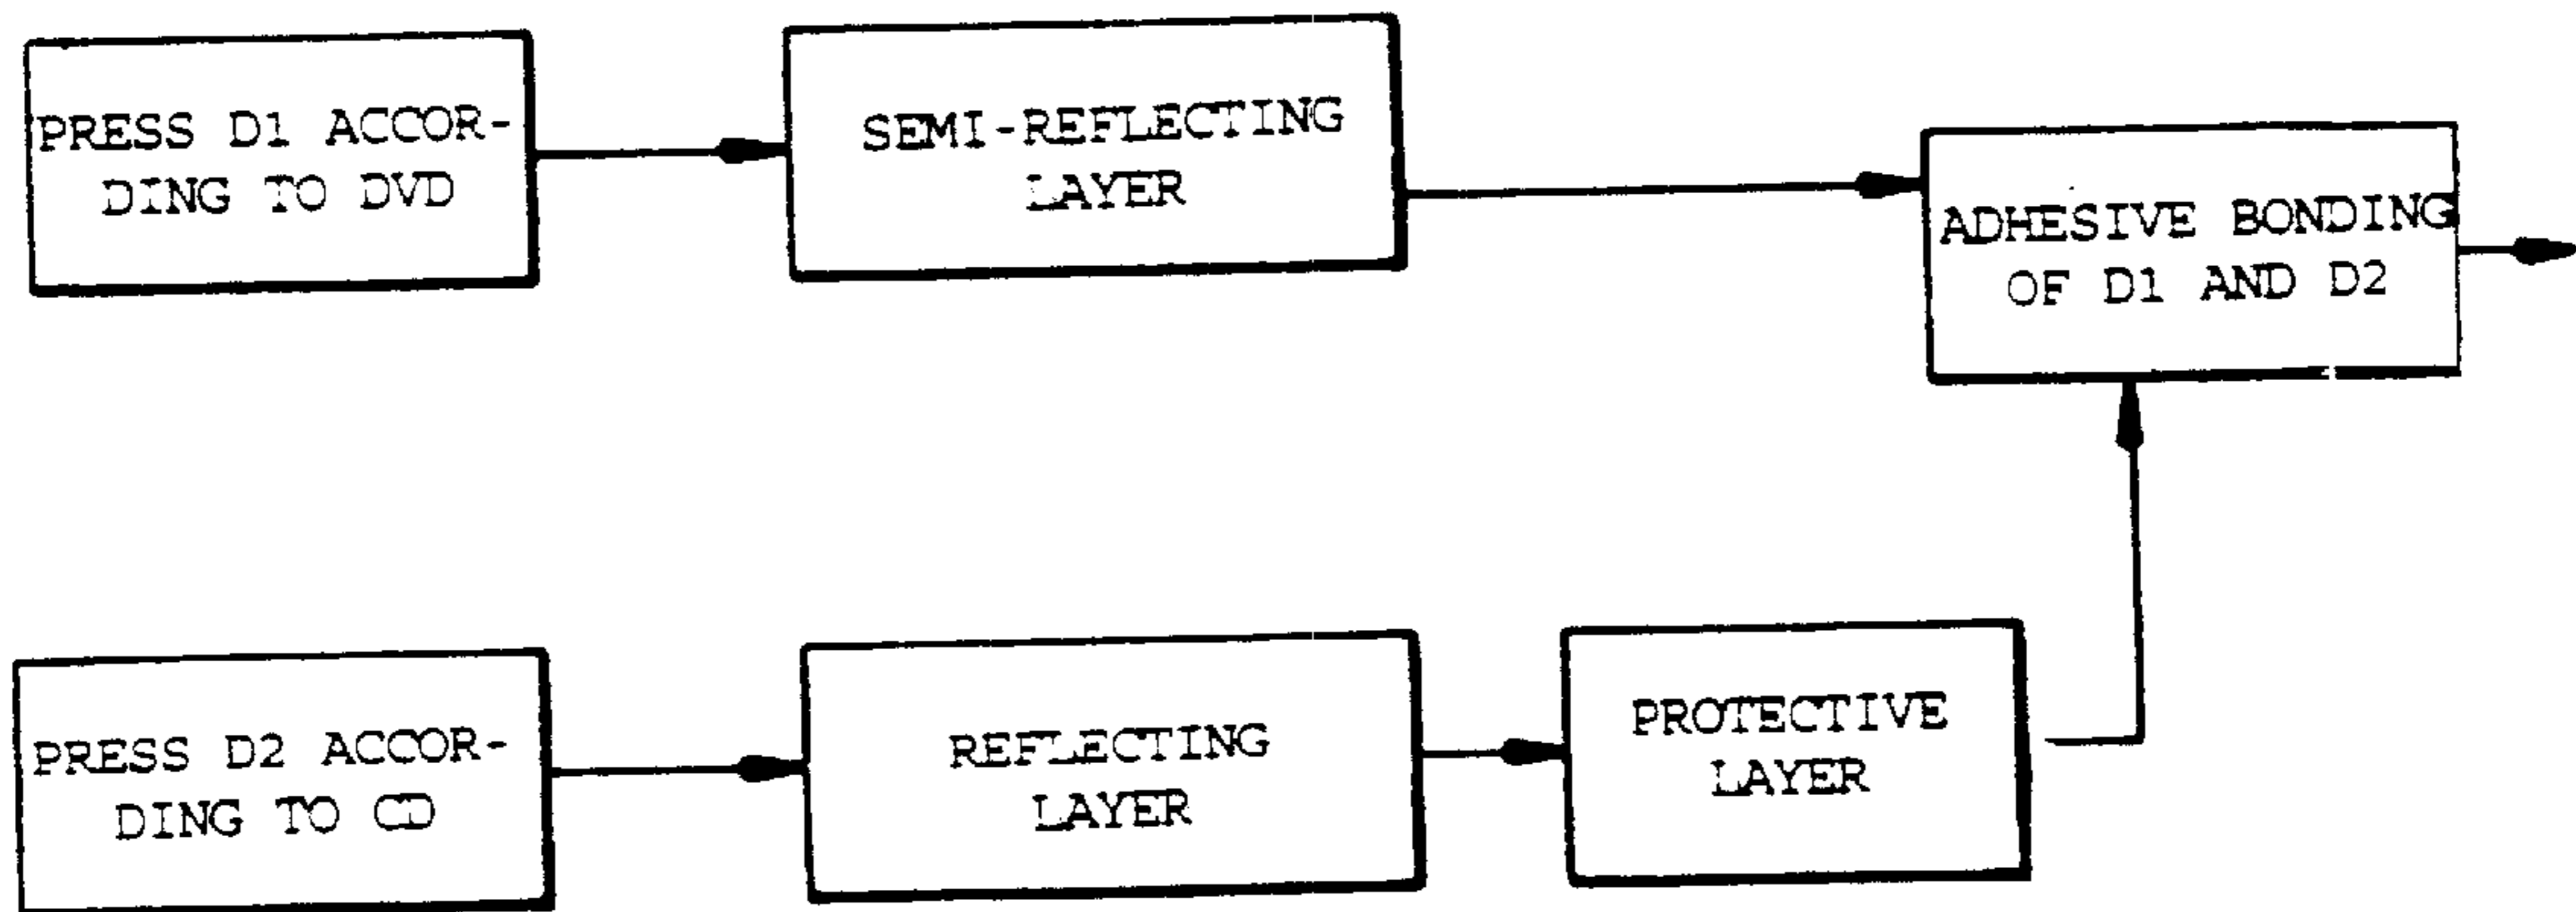 PRESS D1 ACCOR-
DING TO DVD
SEMI-REFLECTING
LAYER
ADHESIVE BONDING
OF D1 AND D2
PRESS D2 ACCOR-
DING TO CD
REFLECTING
LAYER
PROTECTIVE
LAYER